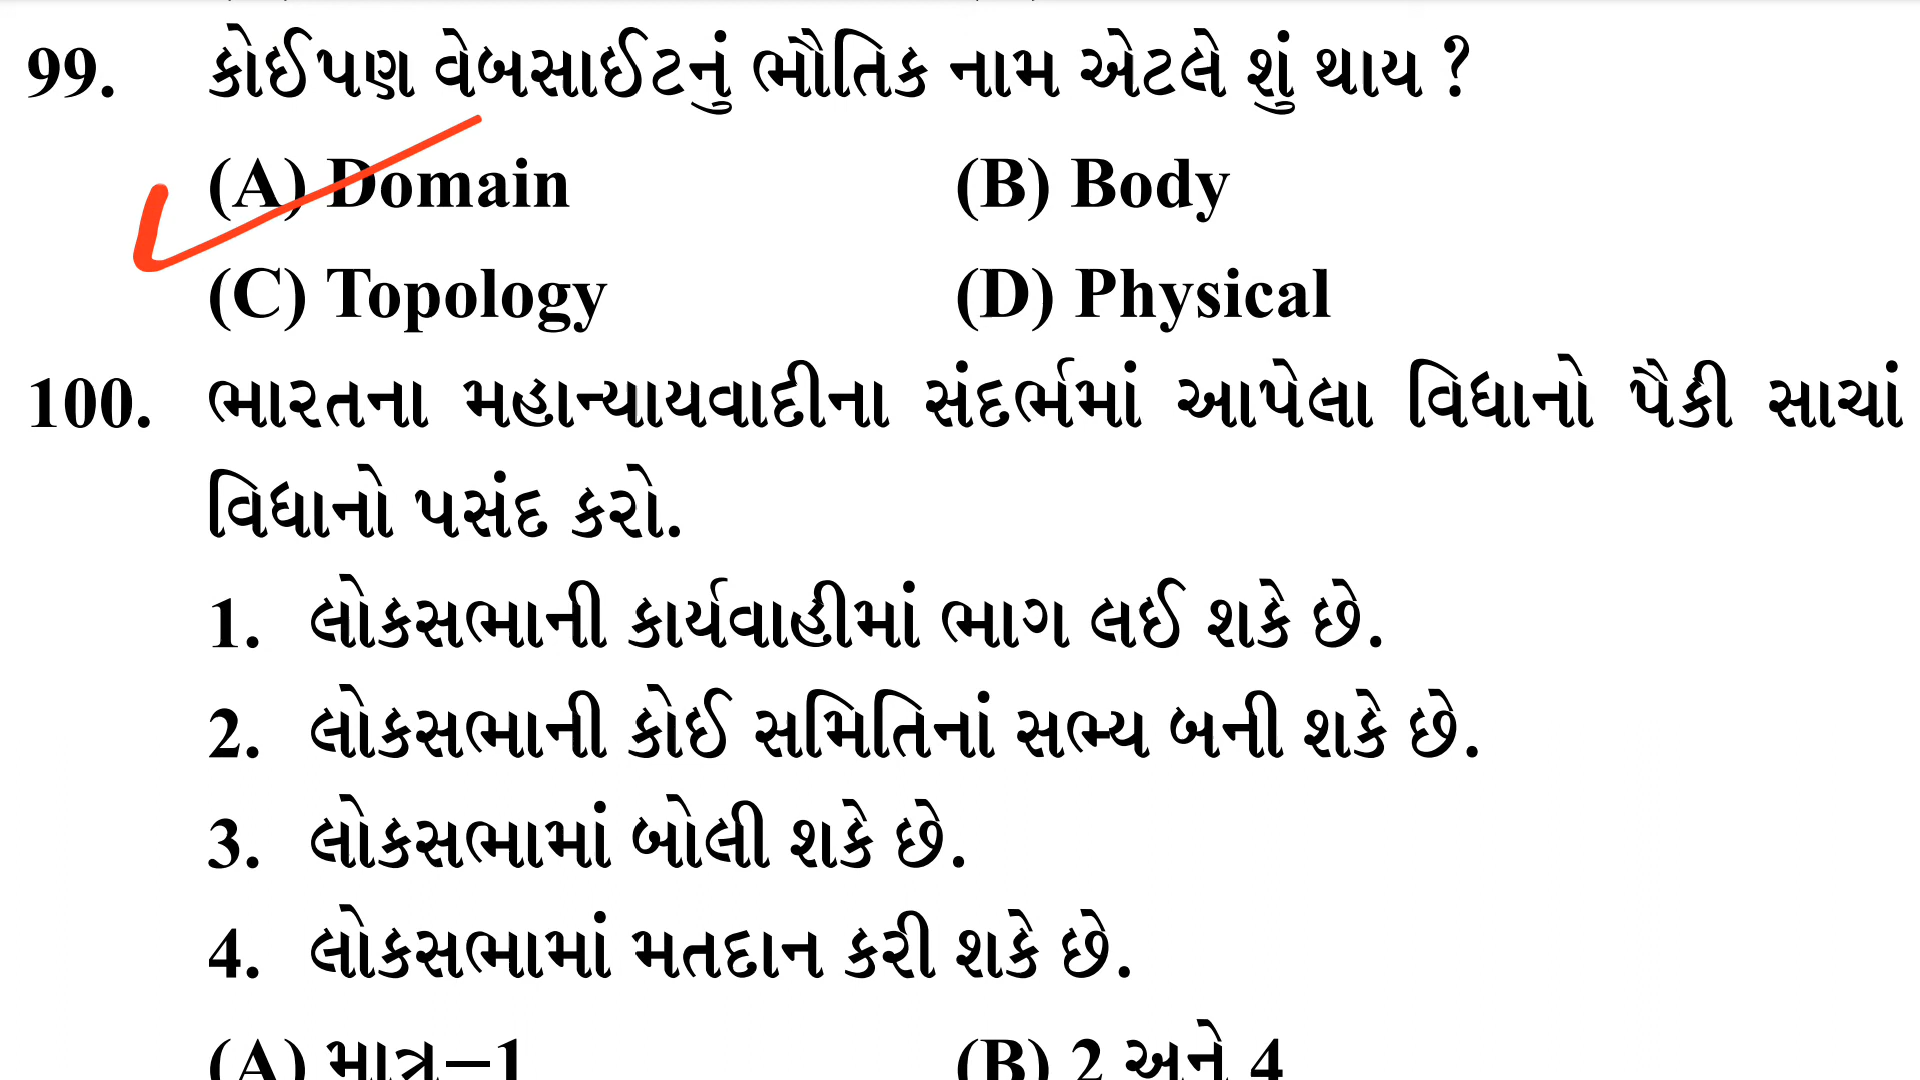 99. કોઈપણ વેબસાઈટનું ભૌતિક નામ એટલે શું થાય ?
(A) Domain (B) Body
(C) Topology (D) Physical
100. ભારતના મહાન્યાયવાદીના સંદર્ભમાં આપેલા વિધાનો પૈકી સાચાં
વિધાનો પસંદ કરો.
1. લોકસભાની કાર્યવાહીમાં ભાગ લઈ શકે છે.
2. લોકસભાની કોઈ સમિતિનાં સભ્ય બની શકે છે.
3. લોકસભામાં બોલી શકે છે.
4. લોકસભામાં મતદાન કરી શકે છે.
(A) માત્ર–1 (B) 2 અને 4